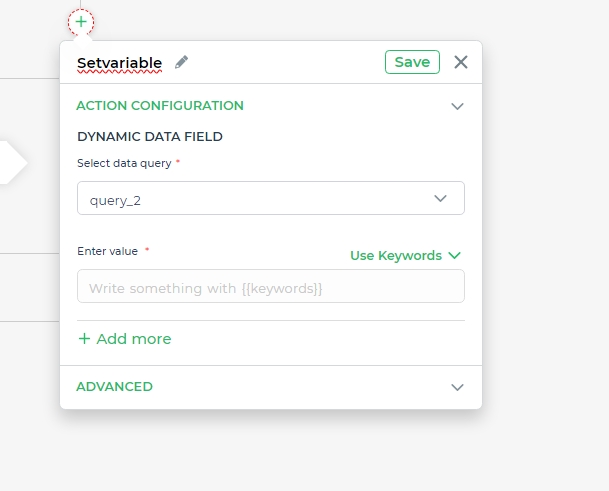 Setvariable
Save
ACTION CONFIGURATION
DYNAMIC DATA FIELD
Select data query *
query_2
Enter value *
Use Keywords
Write something with {{keywords}}
+ Add more
ADVANCED